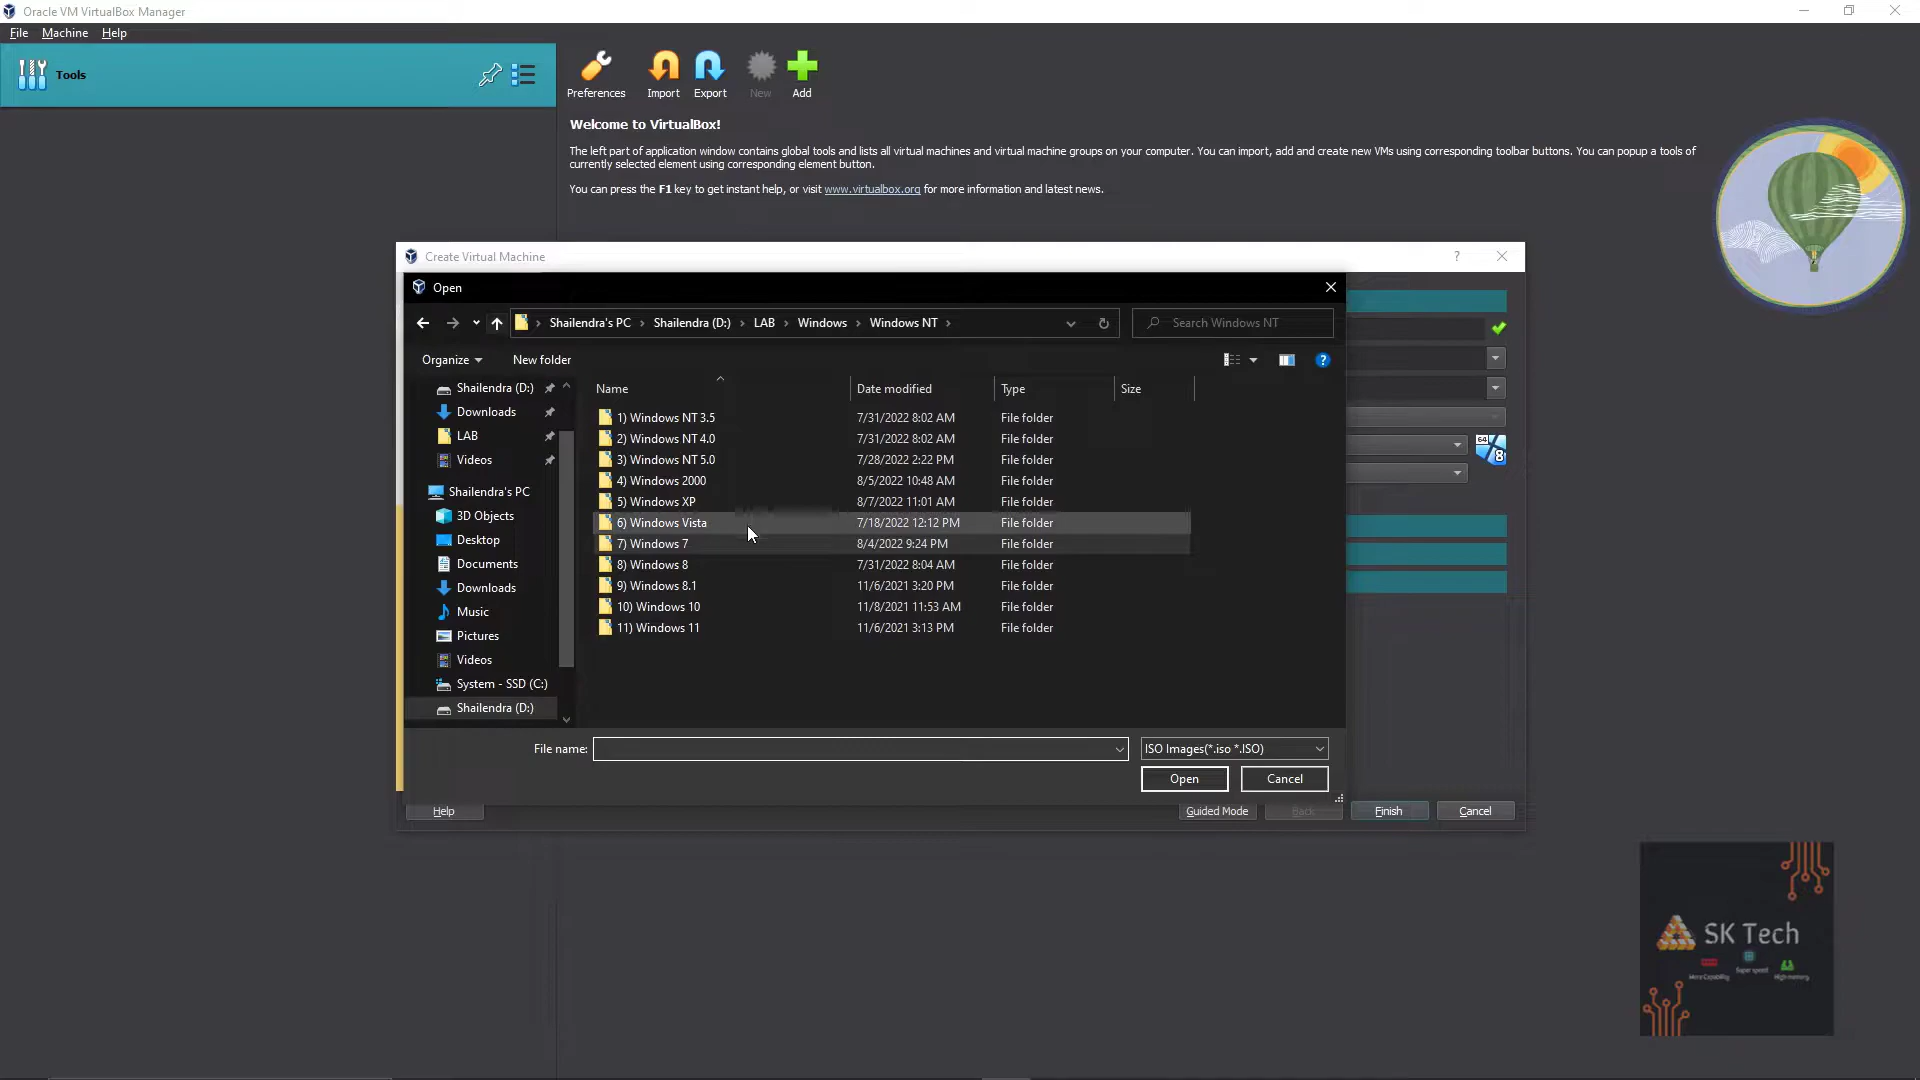 Oracle VM VirtualBox Manager
File Machine Help
Tools
Preferences Import Export New Add
Welcome to VirtualBox!
The left part of application window contains global tools and lists all virtual machines and virtual machine groups on your computer. You can import, add and create new VMs using corresponding toolbar buttons. You can popup a tools of
currently selected element using corresponding element button.
You can press the F1 key to get instant help, or visit www.virtualbox.org for more information and latest news.
Create Virtual Machine
?
Open
Shailendra's PC Shailendra (D:) LAB Windows Windows NT
Search Windows NT
Organize New folder
?
Shailendra (D:)
Downloads
LAB
Videos
Shailendra's PC
3D Objects
Desktop
Documents
Downloads
Music
Pictures
Videos
System - SSD (C:)
Shailendra (D:)
Name Date modified Type Size
1) Windows NT 3.5 7/31/2022 8:02 AM File folder
2) Windows NT 4.0 7/31/2022 8:02 AM File folder
3) Windows NT 5.0 7/28/2022 2:22 PM File folder
4) Windows 2000 8/5/2022 10:48 AM File folder
5) Windows XP 8/7/2022 11:01 AM File folder
6) Windows Vista 7/18/2022 12:12 PM File folder
7) Windows 7 8/4/2022 9:24 PM File folder
8) Windows 8 7/31/2022 8:04 AM File folder
9) Windows 8.1 11/6/2021 3:20 PM File folder
10) Windows 10 11/8/2021 11:53 AM File folder
11) Windows 11 11/6/2021 3:13 PM File folder
64
8
File name:
ISO Images(*.iso *.ISO)
Open Cancel
Help Guided Mode Back Finish Cancel
SK Tech
Super speed
High memory